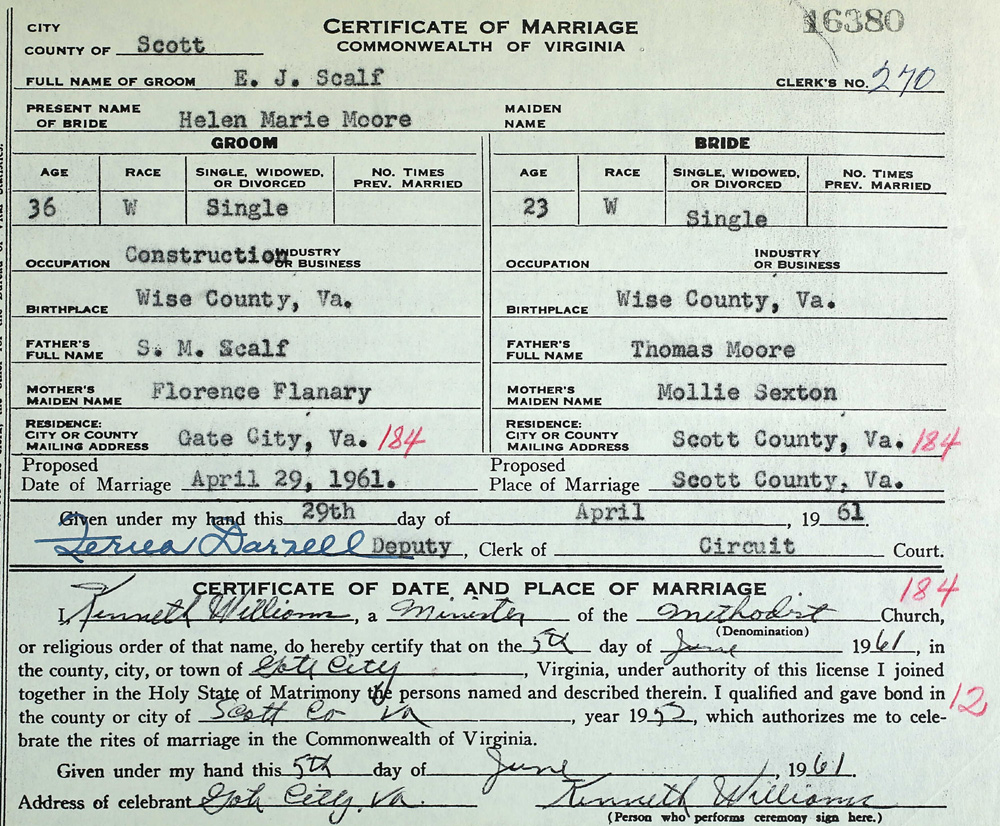 CITY
COUNTY OF Scott
CERTIFICATE OF MARRIAGE
COMMONWEALTH OF VIRGINIA
16380
FULL NAME OF GROOM E. J. Scalf CLERK'S NO. 270
PRESENT NAME OF BRIDE Helen Marie Moore MAIDEN NAME
GROOM BRIDE
AGE RACE SINGLE, WIDOWED, OR DIVORCED NO. TIMES PREV. MARRIED AGE RACE SINGLE, WIDOWED, OR DIVORCED NO. TIMES PREV. MARRIED
36 W Single 23 W Single
OCCUPATION Construction INDUSTRY OR BUSINESS OCCUPATION INDUSTRY OR BUSINESS
BIRTHPLACE Wise County, Va. BIRTHPLACE Wise County, Va.
FATHER'S FULL NAME S. M. Scalf FATHER'S FULL NAME Thomas Moore
MOTHER'S MAIDEN NAME Florence Flanary MOTHER'S MAIDEN NAME Mollie Sexton
RESIDENCE: CITY OR COUNTY MAILING ADDRESS Gate City, Va. 184 RESIDENCE: CITY OR COUNTY MAILING ADDRESS Scott County, Va. 184
Proposed Date of Marriage April 29, 1961. Proposed Place of Marriage Scott County, Va.
Given under my hand this 29th day of April, 1961.
Darnell Deputy, Clerk of Circuit Court.
CERTIFICATE OF DATE AND PLACE OF MARRIAGE 184
I, Kenneth Williams, a Minister of the Methodist Church,
(Denomination)
or religious order of that name, do hereby certify that on the 5th day of June 1961, in
the county, city, or town of Gate City, Virginia, under authority of this license I joined
together in the Holy State of Matrimony the persons named and described therein. I qualified and gave bond in 12
the county or city of Scott Co Va, year 1952, which authorizes me to cele-
brate the rites of marriage in the Commonwealth of Virginia.
Given under my hand this 5th day of June, 1961.
Address of celebrant Gate City, Va. Kenneth Williams
(Person who performs ceremony sign here.)